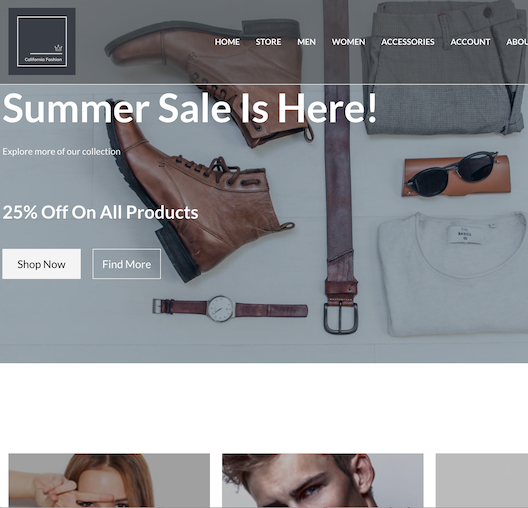 California Fashion
HOME STORE MEN WOMEN ACCESSORIES ACCOUNT ABOU
Summer Sale Is Here!
Explore more of our collection
25% Off On All Products
Shop Now Find More